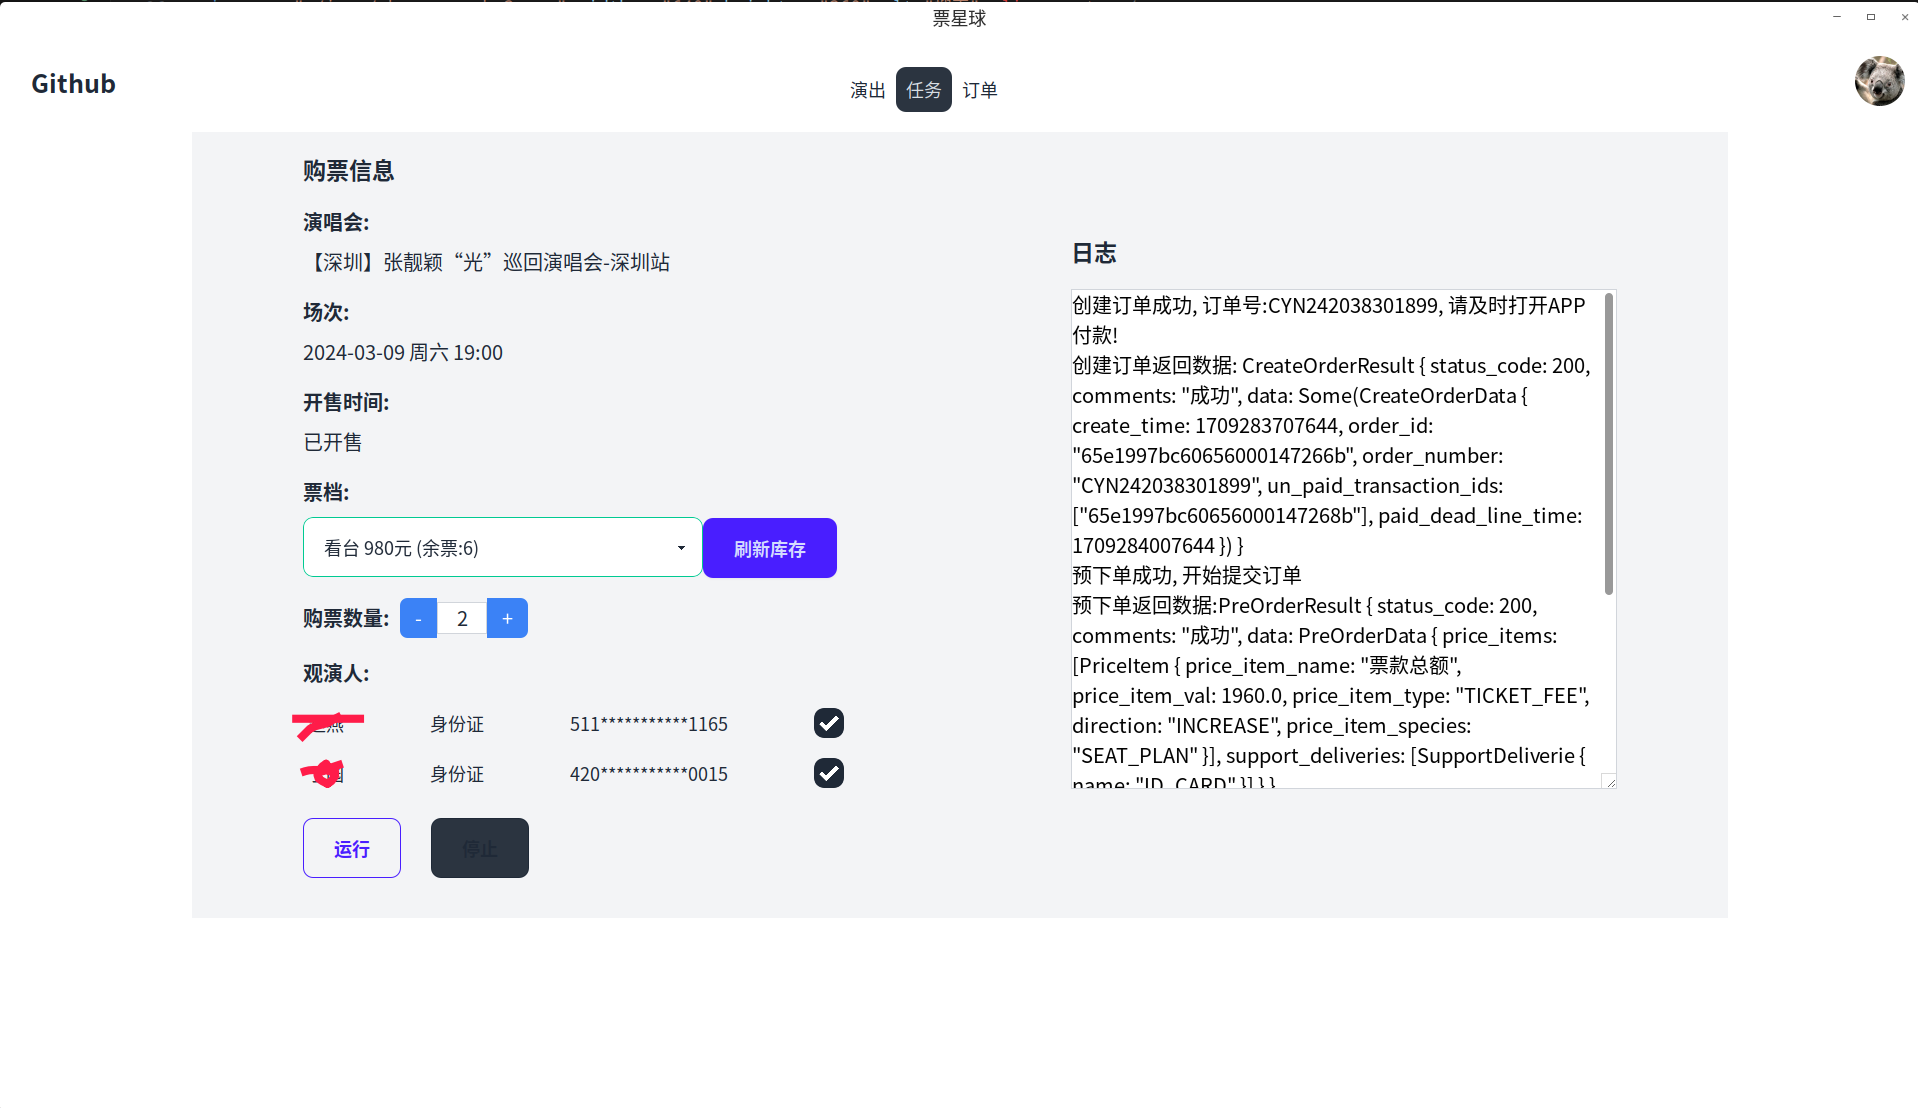 票星球
Github
演出 任务 订单
购票信息
演唱会:
【深圳】张靓颖“光”巡回演唱会-深圳站
场次:
2024-03-09 周六 19:00
开售时间:
已开售
票档:
看台 980元 (余票:6)
刷新库存
购票数量: - 2 +
观演人:
身份证 511***********1165
身份证 420***********0015
运行 停止
日志
创建订单成功, 订单号:CYN242038301899, 请及时打开APP
付款!
创建订单返回数据: CreateOrderResult { status_code: 200,
comments: "成功", data: Some(CreateOrderData {
create_time: 1709283707644, order_id:
"65e1997bc60656000147266b", order_number:
"CYN242038301899", un_paid_transaction_ids:
["65e1997bc60656000147268b"], paid_dead_line_time:
1709284007644 }) }
预下单成功, 开始提交订单
预下单返回数据:PreOrderResult { status_code: 200,
comments: "成功", data: PreOrderData { price_items:
[PriceItem { price_item_name: "票款总额",
price_item_val: 1960.0, price_item_type: "TICKET_FEE",
direction: "INCREASE", price_item_species:
"SEAT_PLAN" }], support_deliveries: [SupportDeliverie {
name: "ID_CARD" }] } }